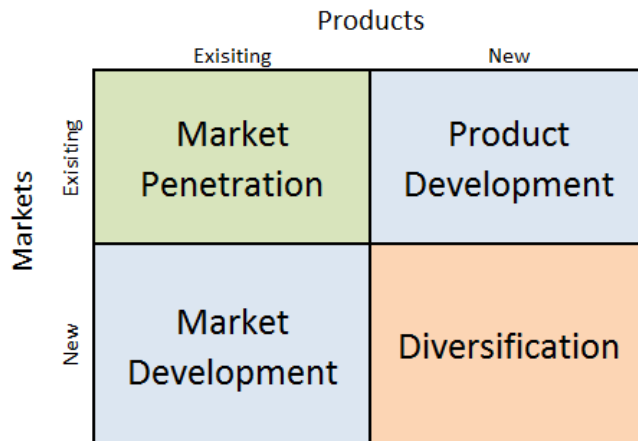 Products
Exisiting New
Markets
Exisiting
Market
Penetration
Product
Development
New
Market
Development
Diversification